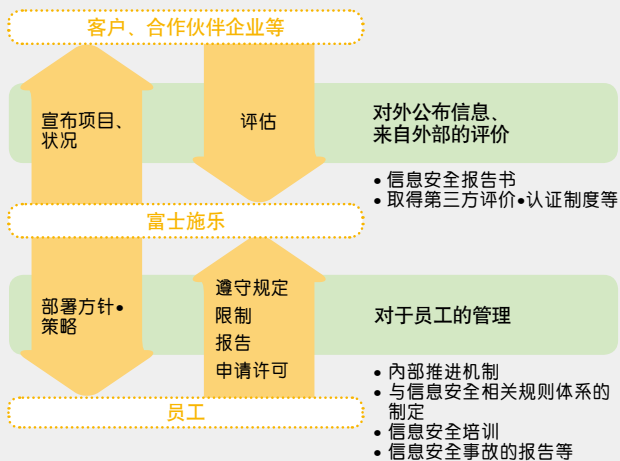 客户、合作伙伴企业等
宣布项目、
状况
评估
对外公布信息、
来自外部的评价
• 信息安全报告书
• 取得第三方评价•认证制度等
富士施乐
部署方针•
策略
遵守规定
限制
报告
申请许可
对于员工的管理
• 内部推进机制
• 与信息安全相关规则体系的
制定
• 信息安全培训
• 信息安全事故的报告等
员工